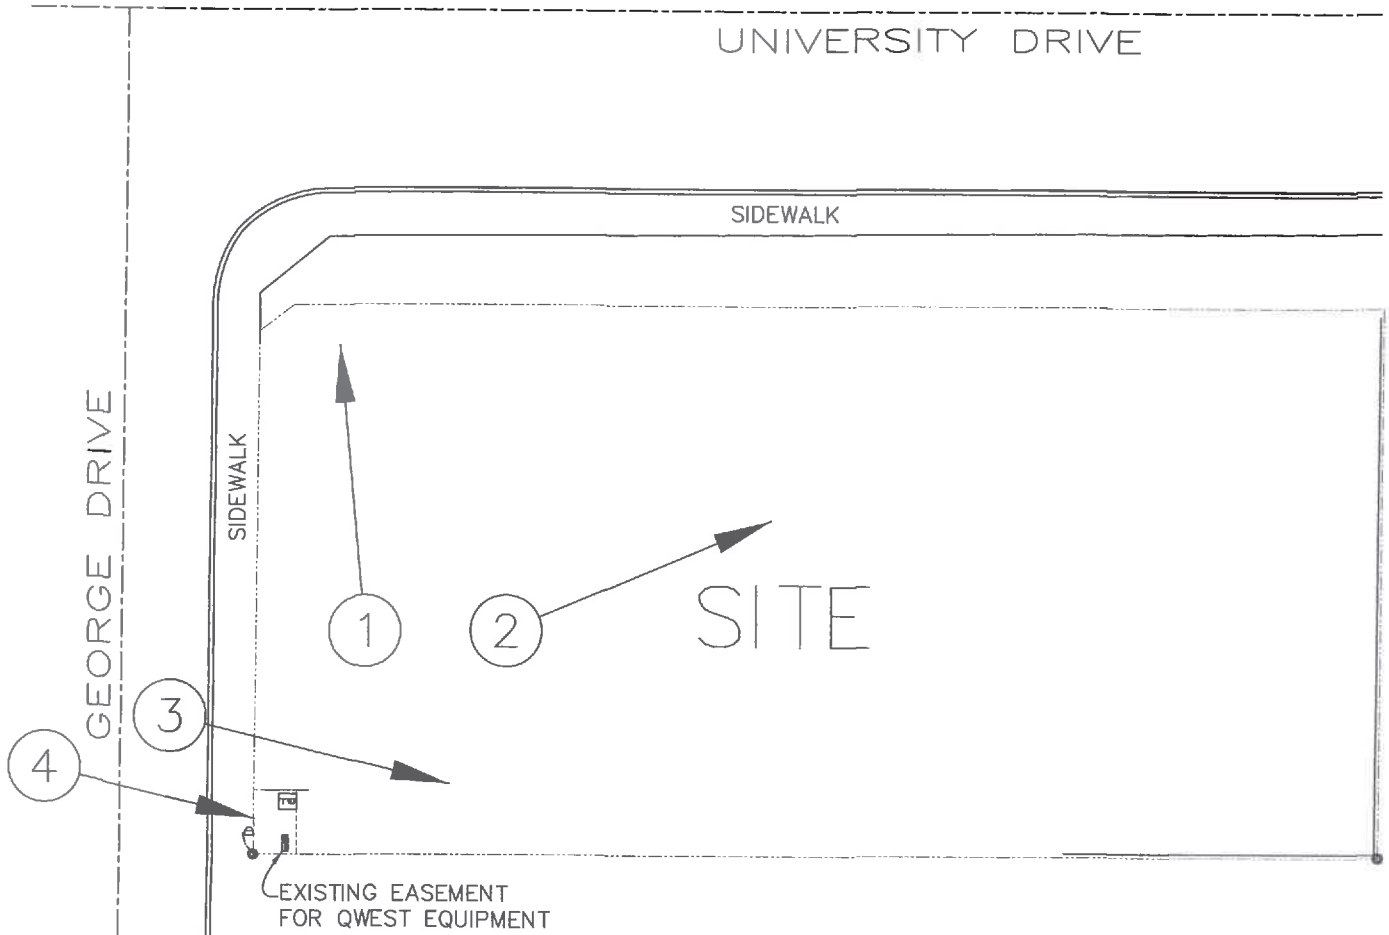 UNIVERSITY DRIVE
SIDEWALK
GEORGE DRIVE
SIDEWALK
1
2
SITE
3
4
EXISTING EASEMENT
FOR QWEST EQUIPMENT